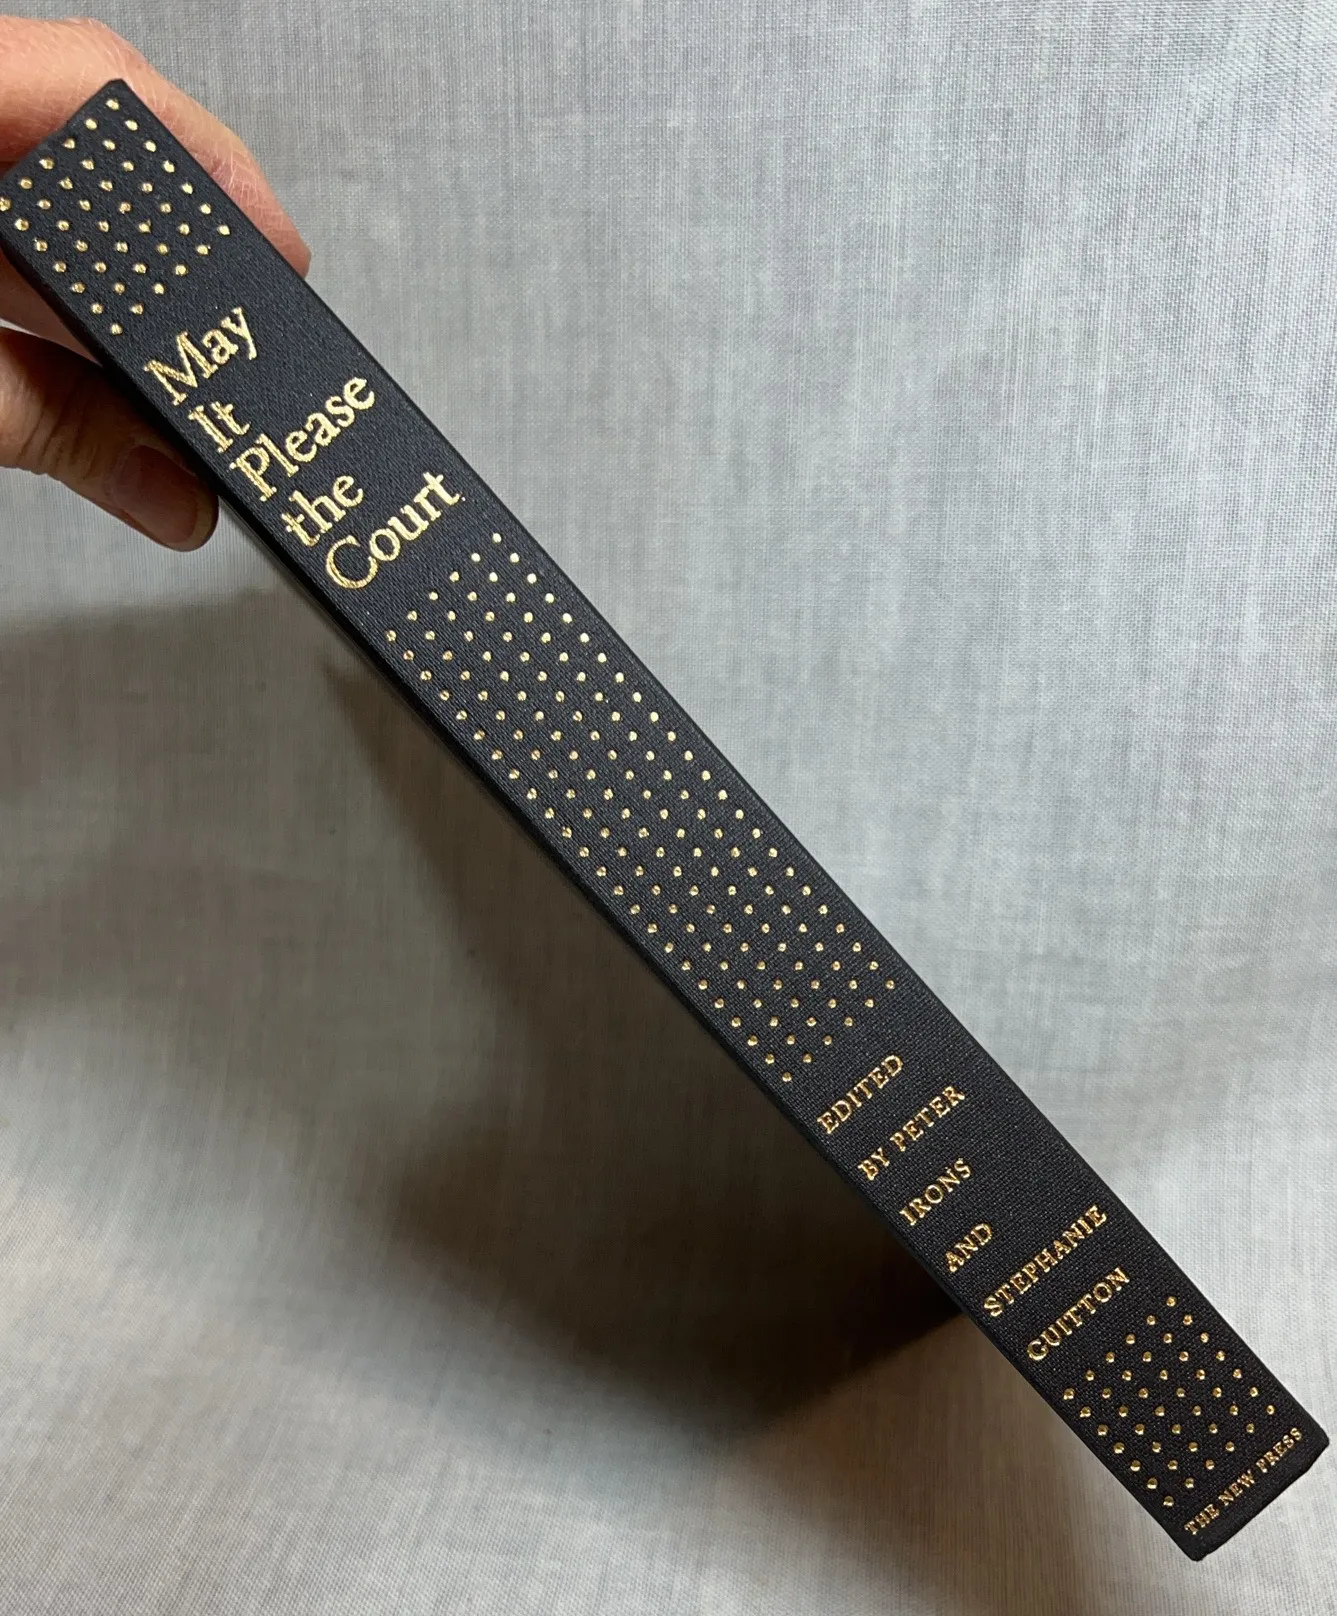 May
It
Please
the
Court
EDITED
BY PETER
IRONS
AND
STEPHANIE
GUITTON
THE NEW PRESS